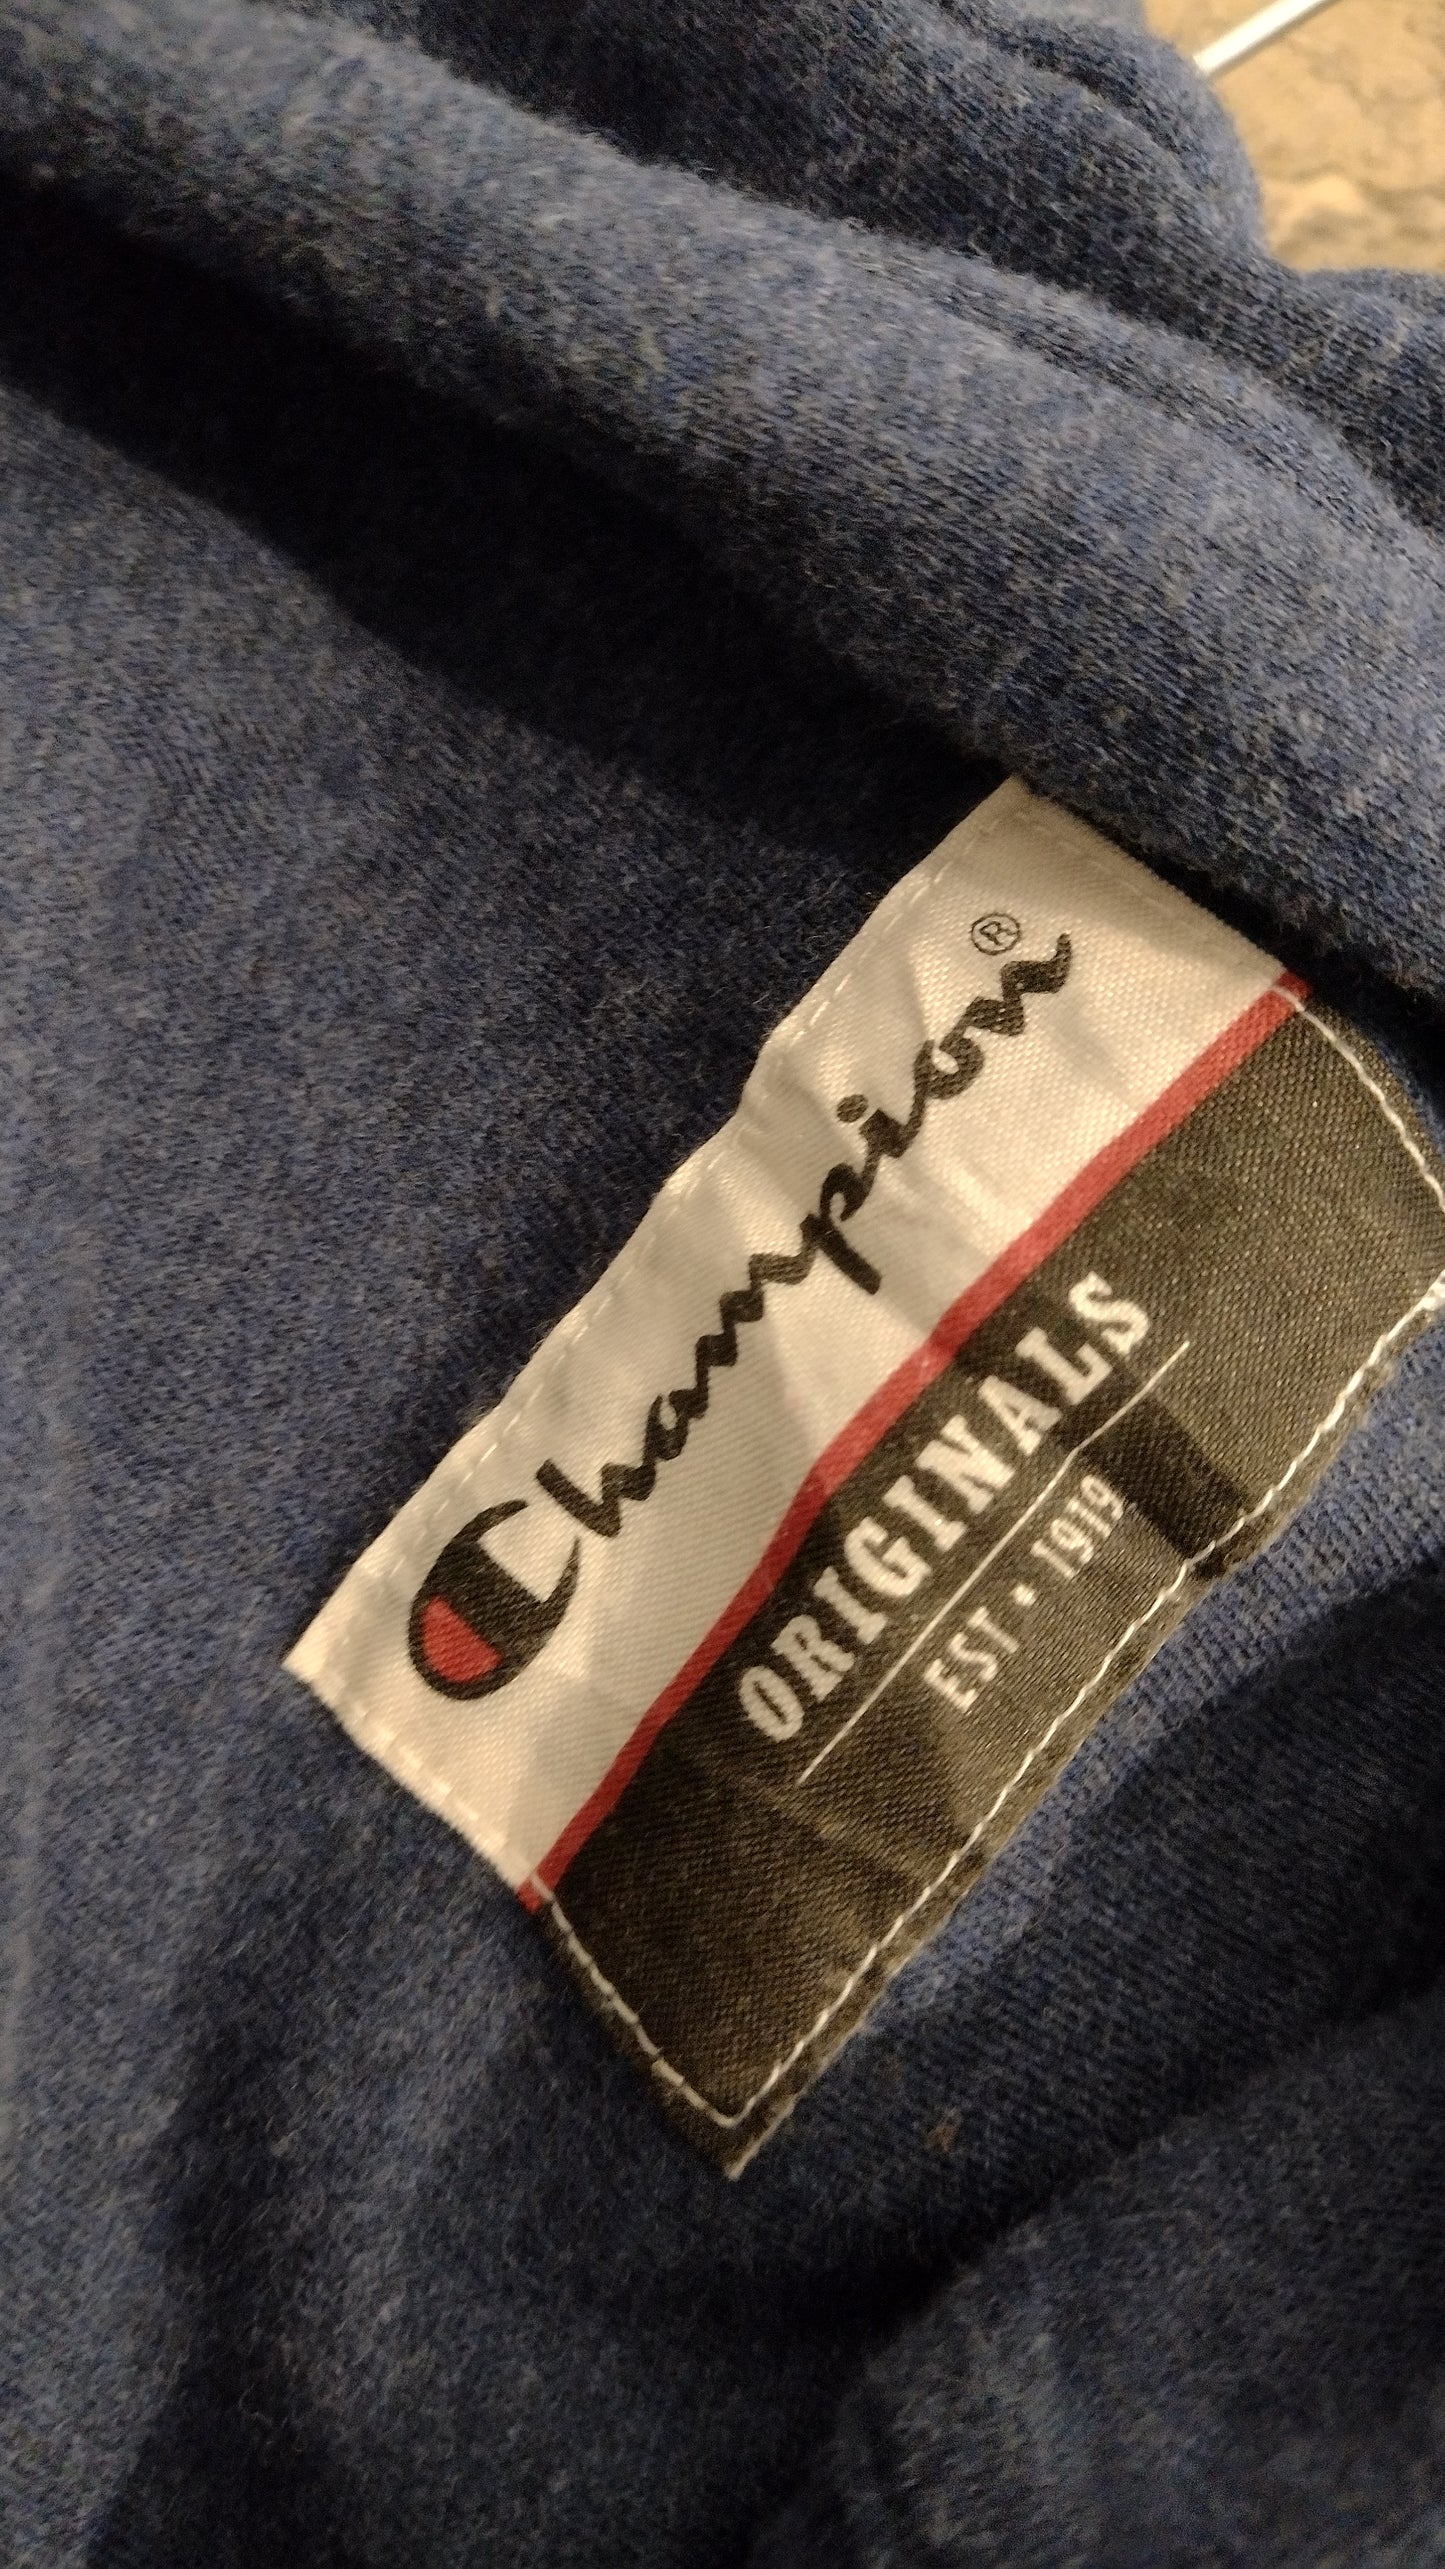 Champion®
ORIGINALS
EST · 1919